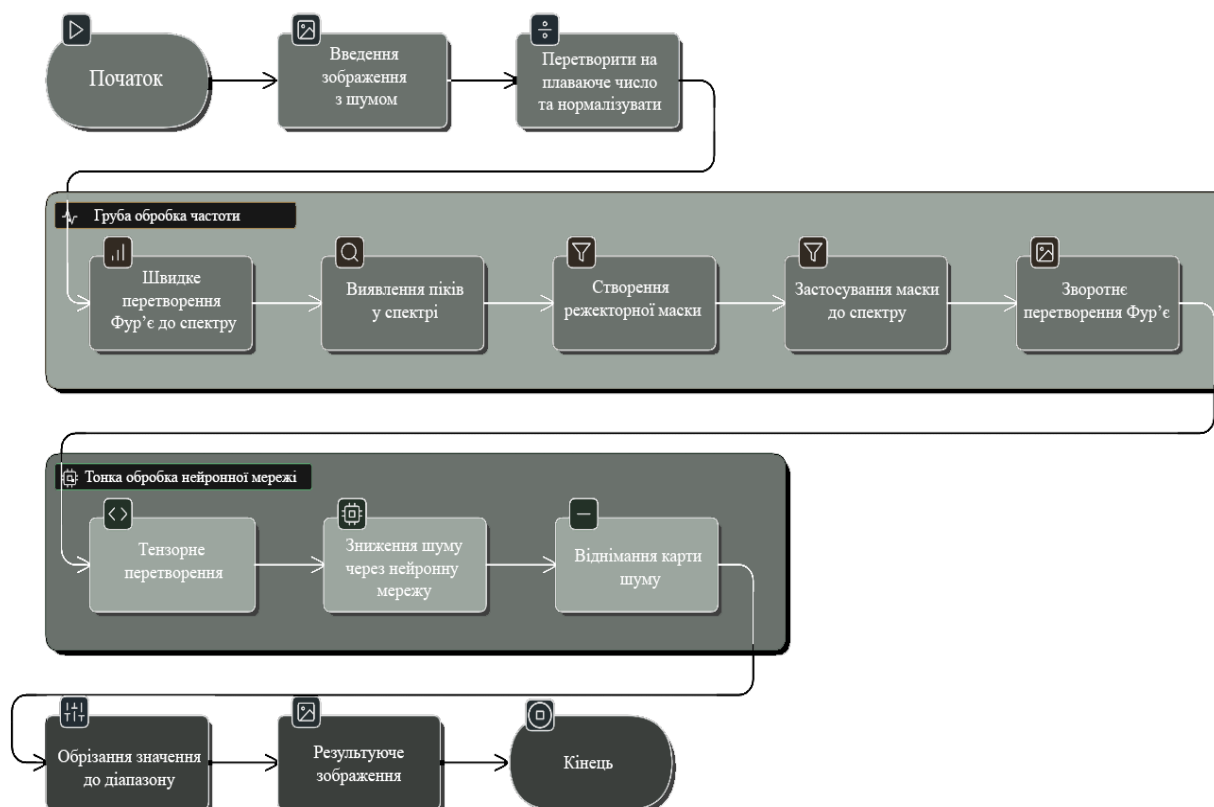 Початок
Введення
зображення
з шумом
Перетворити на
плаваюче число
та нормалізувати
Груба обробка частоти
Швидке
перетворення
Фур’є до спектру
Виявлення піків
у спектрі
Створення
режекторної маски
Застосування маски
до спектру
Зворотнє
перетворення Фур’є
Тонка обробка нейронної мережі
Тензорне
перетворення
Зниження шуму
через нейронну
мережу
Віднімання карти
шуму
Обрізання значення
до діапазону
Результуюче
зображення
Кінець